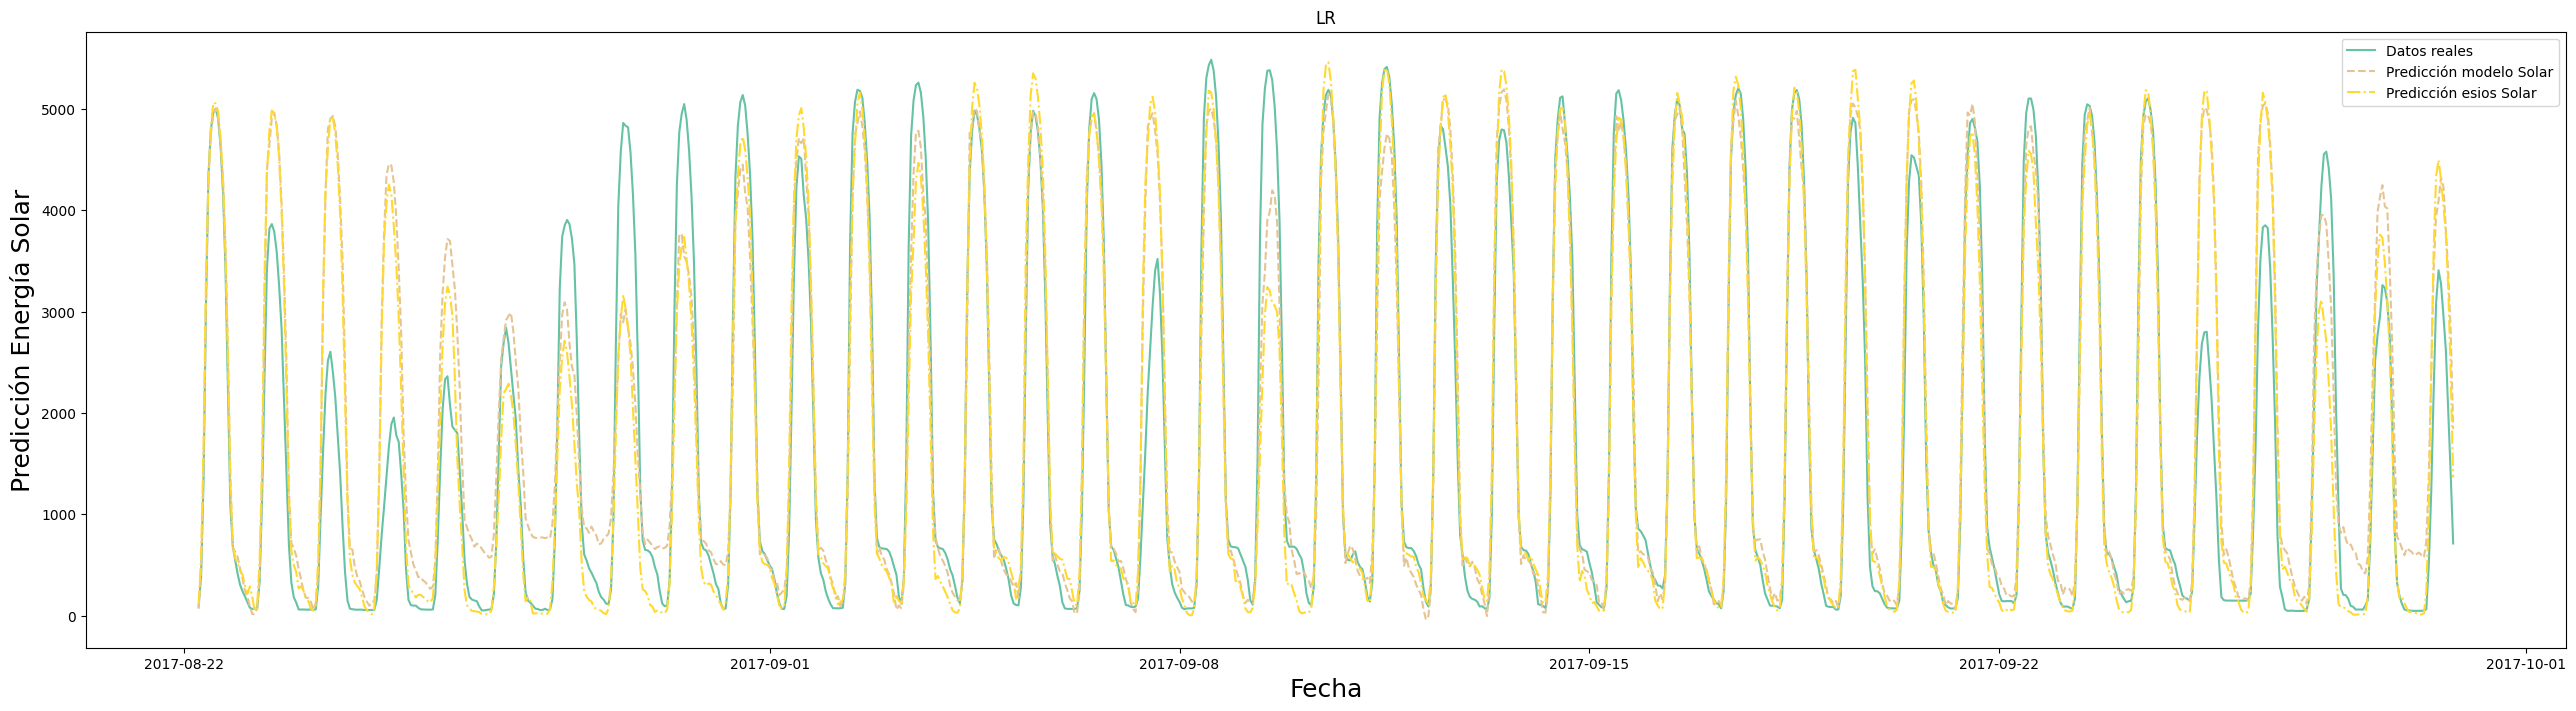 LR
Datos reales
Predicción modelo Solar
Predicción esios Solar
Predicción Energía Solar
5000
4000
3000
2000
1000
0
2017-08-22
2017-09-01
2017-09-08
2017-09-15
2017-09-22
2017-10-01
Fecha